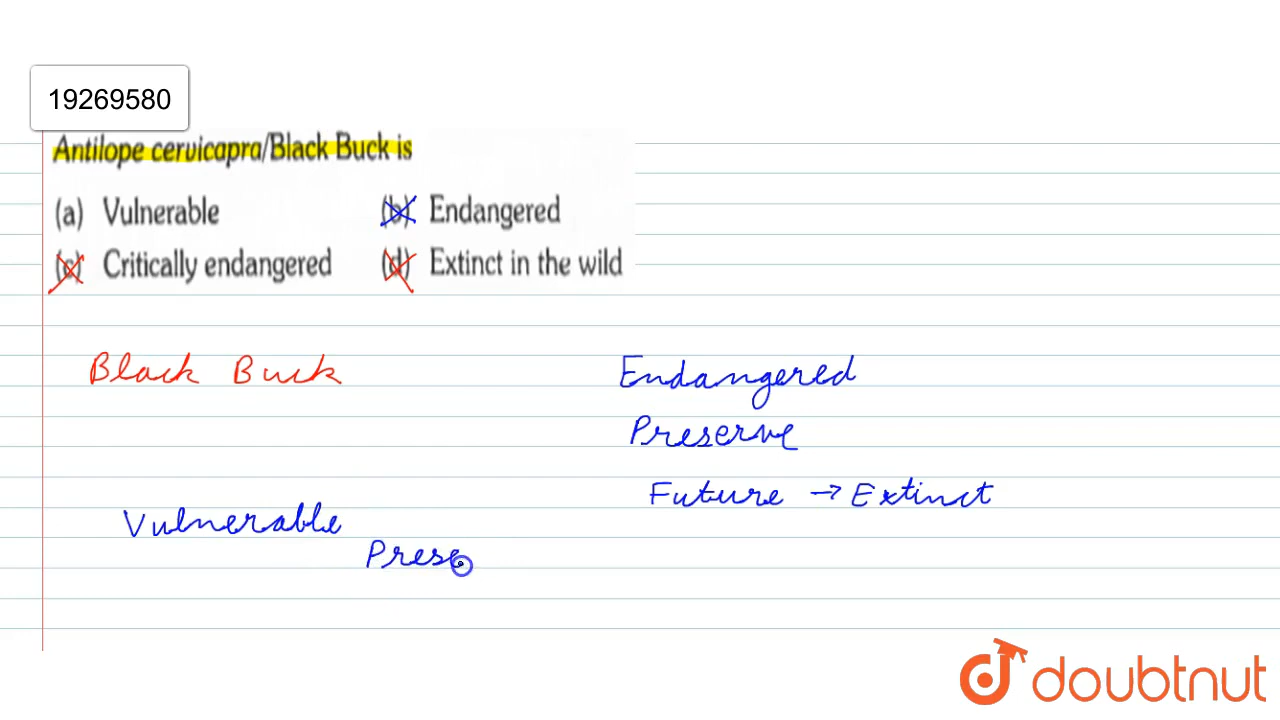 19269580
Antilope cervicapra/Black Buck is
(a) Vulnerable (b) Endangered
(c) Critically endangered (d) Extinct in the wild
Black Buck Endangered
Preserve
Future → Extinct
Vulnerable
Prese
doubtnut